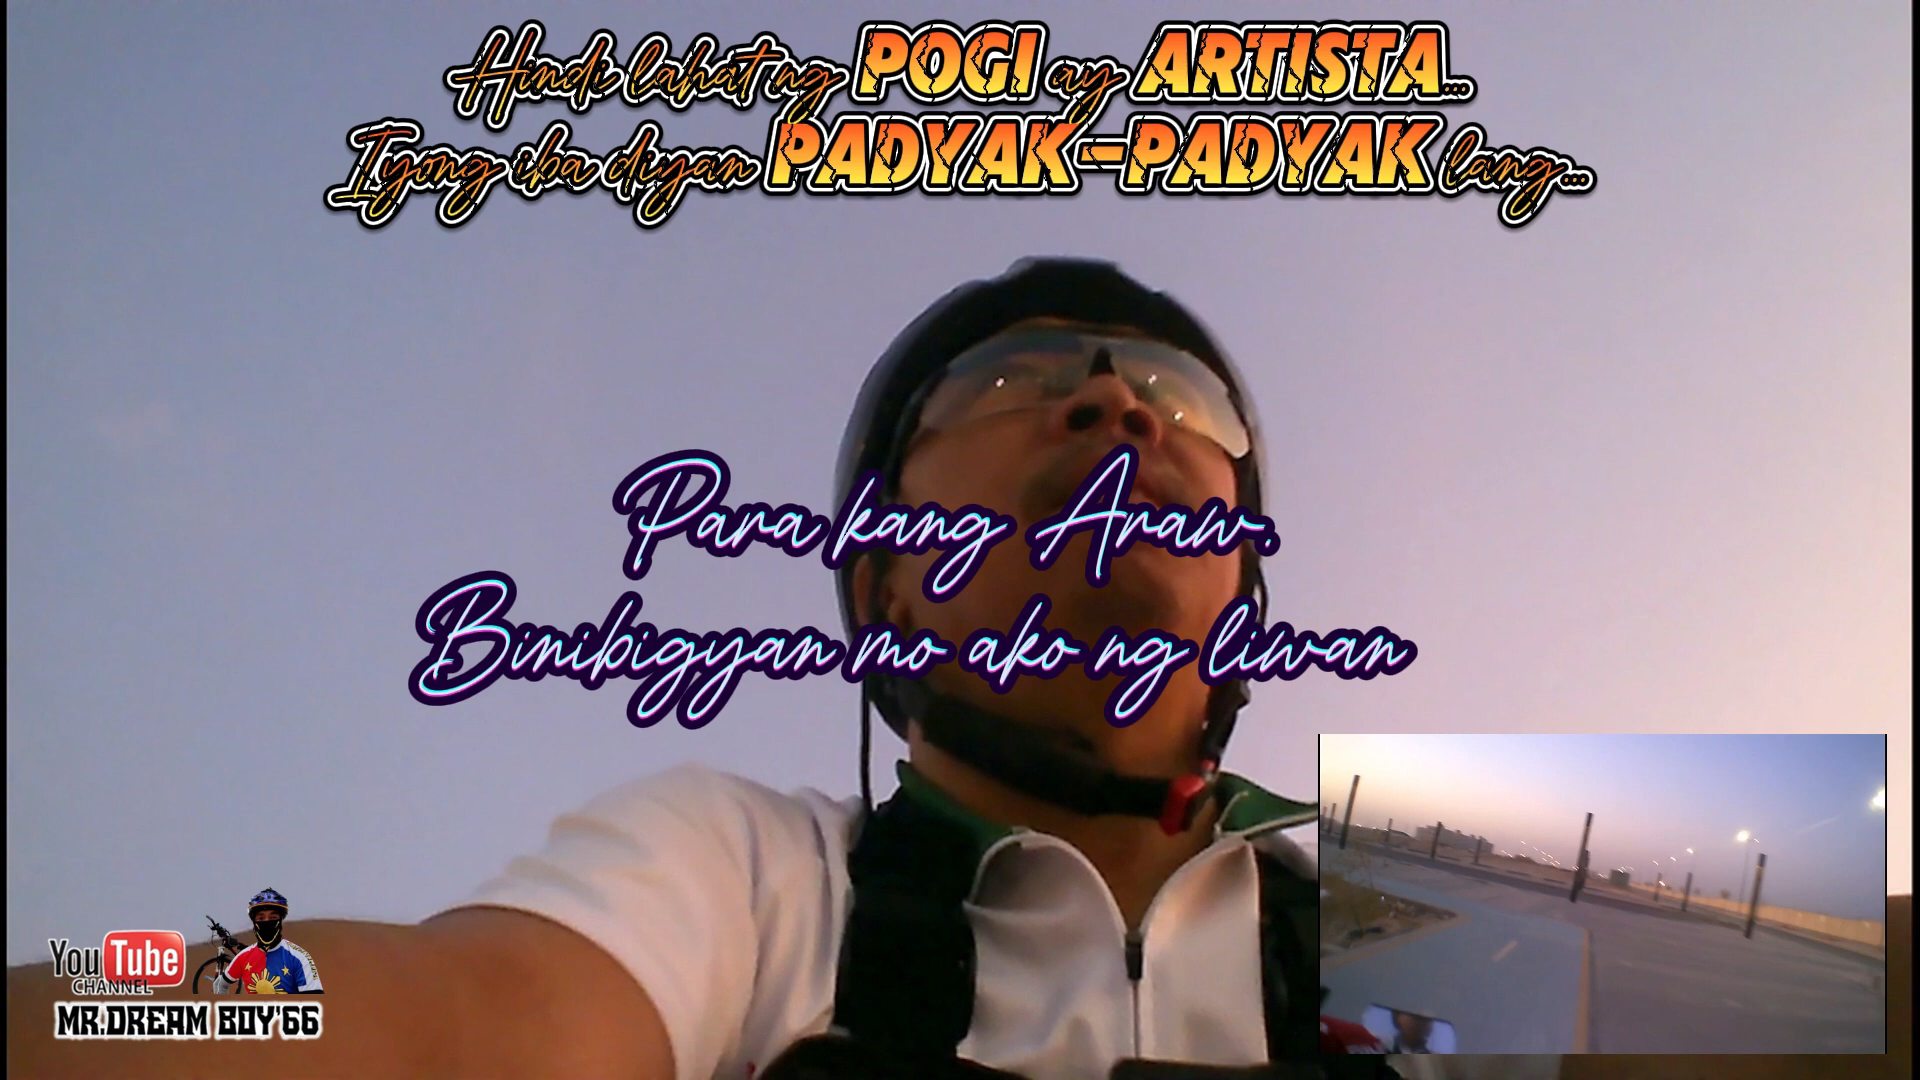 Hindi lahat ng POGI ay ARTISTA...
Iyong iba diyan PADYAK-PADYAK lang...
Para kang Araw.
Binibigyan mo ako ng liwan
YouTube
CHANNEL
MR.DREAM BOY'66